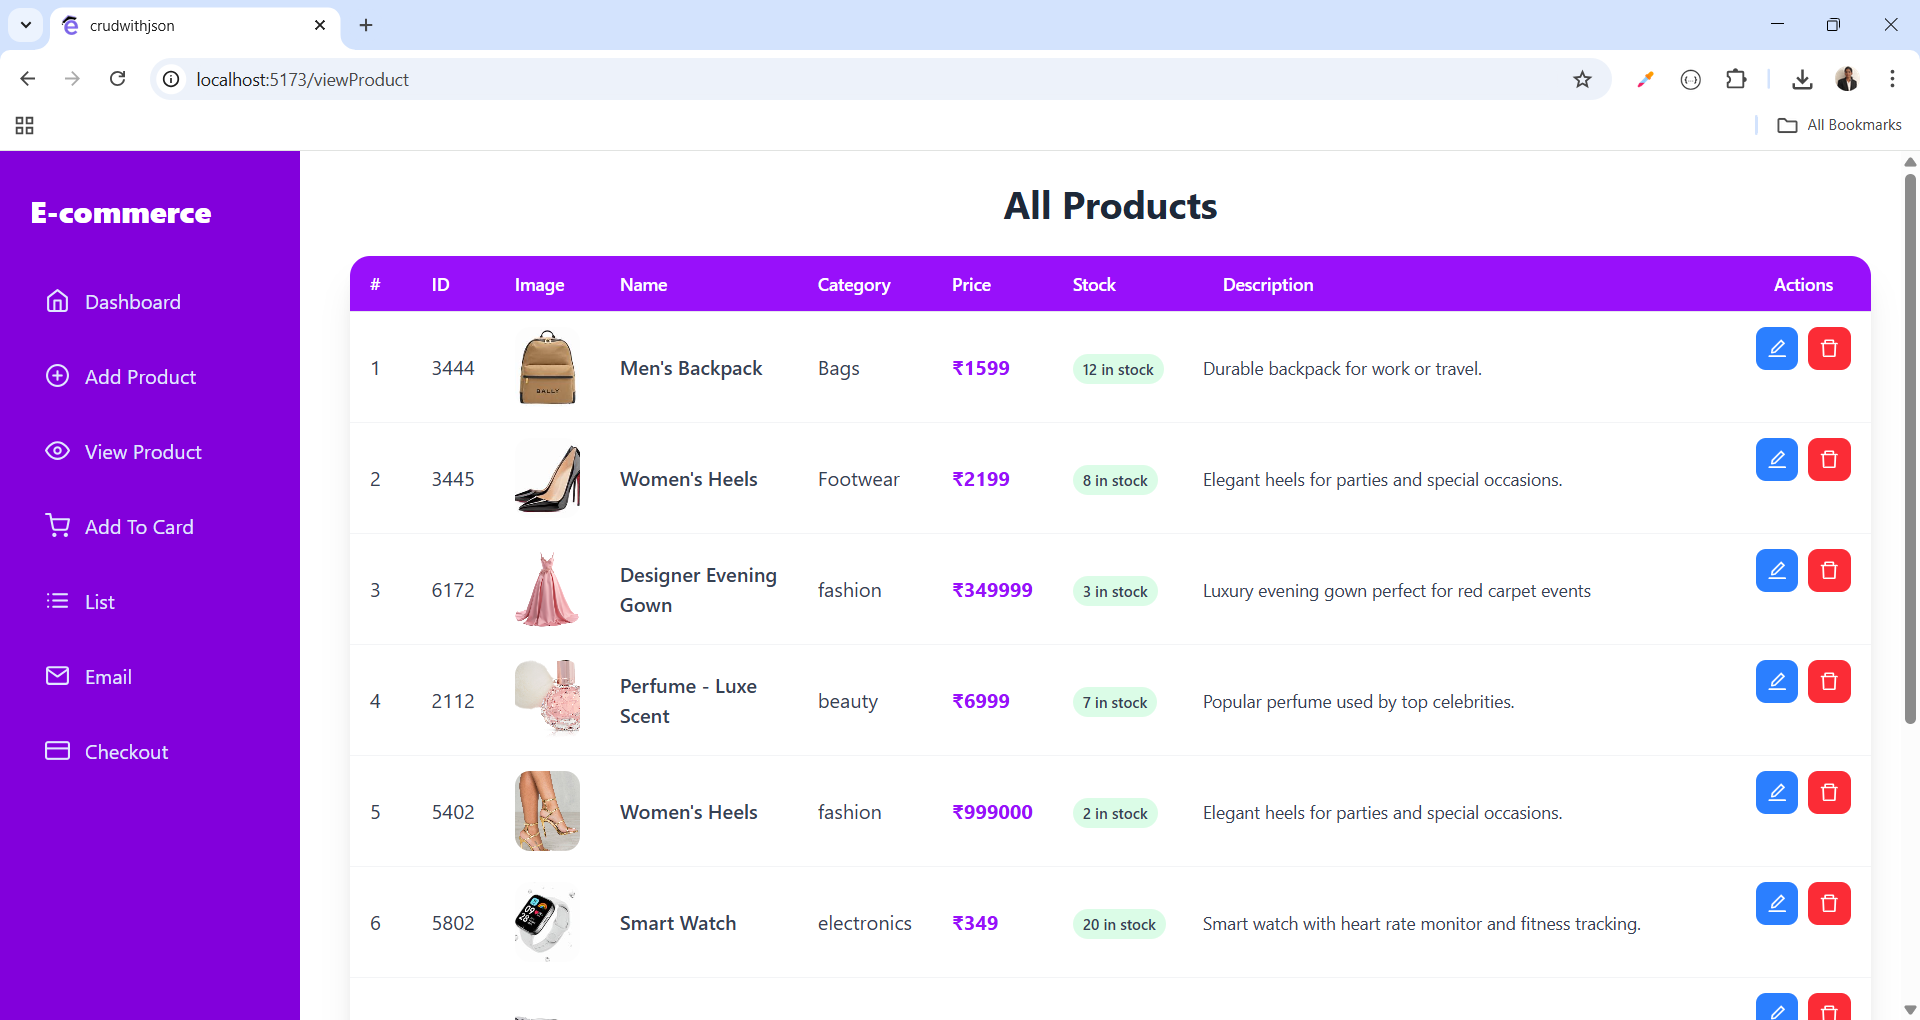 crudwithjson
localhost:5173/viewProduct
All Bookmarks
E-commerce
Dashboard
Add Product
View Product
Add To Card
List
Email
Checkout
All Products
# ID Image Name Category Price Stock Description Actions
BALLY
1 3444 Men's Backpack Bags ₹1599 12 in stock Durable backpack for work or travel.
2 3445 Women's Heels Footwear ₹2199 8 in stock Elegant heels for parties and special occasions.
3 6172 Designer Evening Gown fashion ₹349999 3 in stock Luxury evening gown perfect for red carpet events
4 2112 Perfume - Luxe Scent beauty ₹6999 7 in stock Popular perfume used by top celebrities.
5 5402 Women's Heels fashion ₹999000 2 in stock Elegant heels for parties and special occasions.
6 5802 Smart Watch electronics ₹349 20 in stock Smart watch with heart rate monitor and fitness tracking.